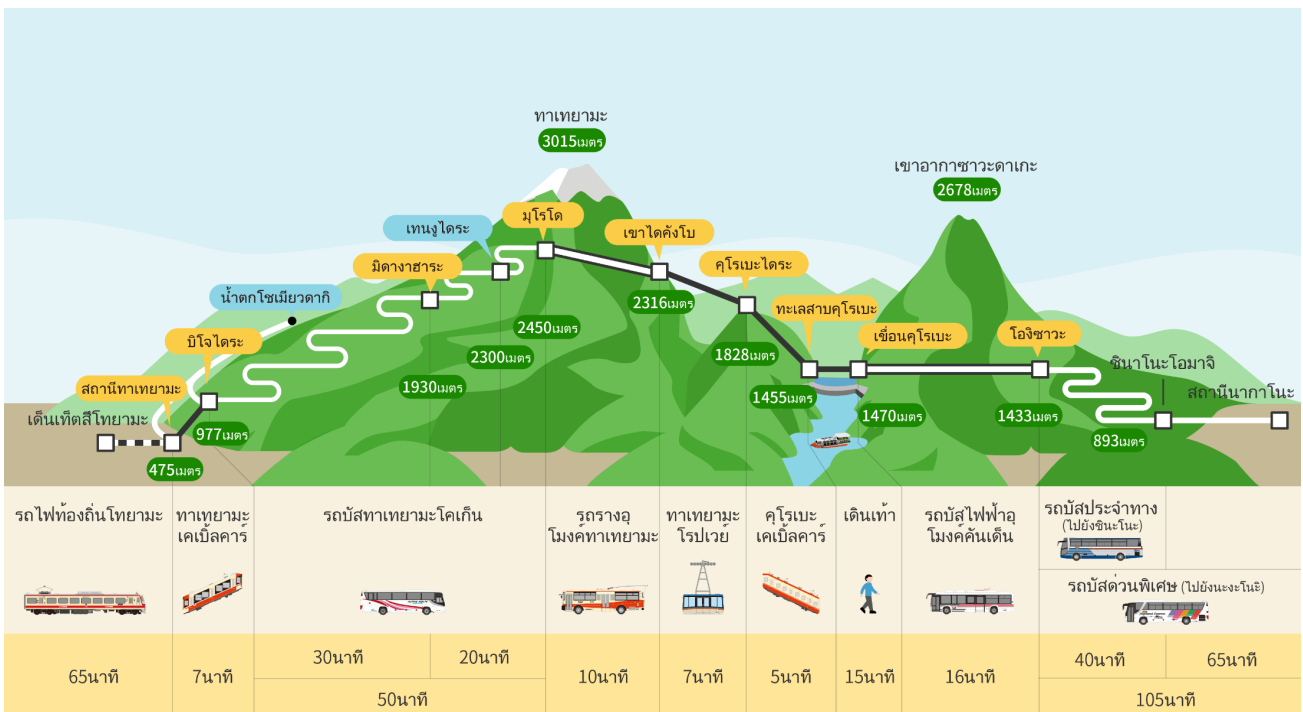 ทาเทยามะ
3015เมตร
เขาอากาซาวะดาเกะ
2678เมตร
มุโรโด
เทนงูไดระ
เขาไดคังโบ
มิดางาฮาระ
คุโรเบะไดระ
น้ำตกโชเมียวดากิ
2316เมตร
ทะเลสาบคุโรเบะ
2450เมตร
เขื่อนคุโรเบะ
โองิซาวะ
บิโจไดระ
2300เมตร
1828เมตร
ชินาโนะโอมาจิ
สถานีทาเทยามะ
1930เมตร
1455เมตร
สถานีนากาโนะ
เด็นเท็ตสึโทยามะ
1470เมตร
1433เมตร
977เมตร
893เมตร
475เมตร
รถไฟท้องถิ่นโทยามะ
ทาเทยามะ
เคเบิ้ลคาร์
รถบัสทาเทยามะโคเก็น
รถรางอุ
โมงค์ทาเทยามะ
ทาเทยามะ
โรปเวย์
คุโรเบะ
เคเบิ้ลคาร์
เดินเท้า
รถบัสไฟฟ้าอุ
โมงค์คันเด็น
รถบัสประจำทาง
(ไปยังชินะโนะ)
รถบัสด่วนพิเศษ (ไปยังนะงะโนะ)
65นาที
7นาที
30นาที
20นาที
50นาที
10นาที
7นาที
5นาที
15นาที
16นาที
40นาที
65นาที
105นาที